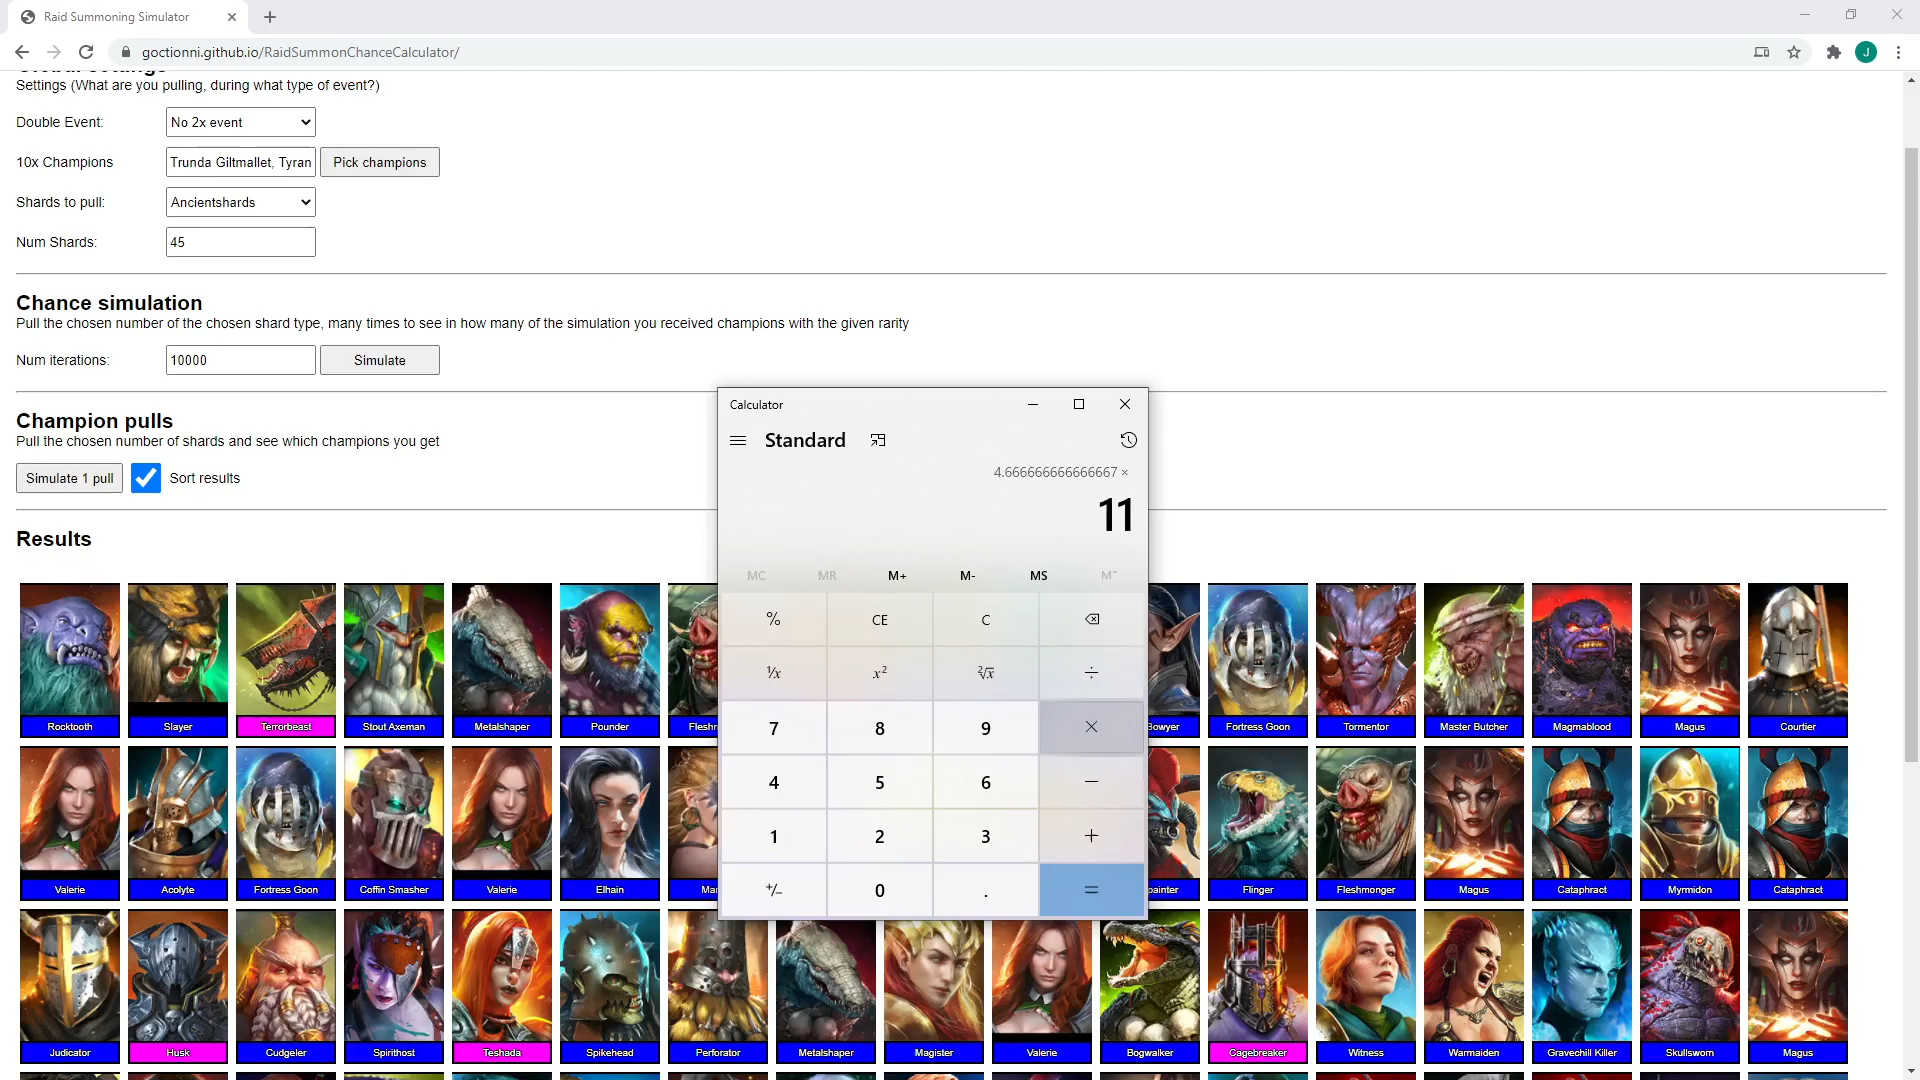 Raid Summoning Simulator
goctionni.github.io/RaidSummonChanceCalculator/
J
Settings (What are you pulling, during what type of event?)
Double Event:
No 2x event
10x Champions
Trunda Giltmallet, Tyran
Pick champions
Shards to pull:
Ancientshards
Num Shards:
45
Chance simulation
Pull the chosen number of the chosen shard type, many times to see in how many of the simulation you received champions with the given rarity
Num iterations:
10000
Simulate
Champion pulls
Pull the chosen number of shards and see which champions you get
Simulate 1 pull
Sort results
Results
Calculator
Standard
4.666666666666667 ×
11
MC MR M+ M- MS M˅
% CE C
¹/x x² ²√x ÷
7 8 9 ×
4 5 6 −
1 2 3 +
+/− 0 . =
Rocktooth Slayer Terrorbeast Stout Axeman Metalshaper Pounder Fleshm Bowyer Fortress Goon Tormentor Master Butcher Magmablood Magus Courtier
Valerie Acolyte Fortress Goon Coffin Smasher Valerie Elhain Mar painter Flinger Fleshmonger Magus Cataphract Myrmidon Cataphract
Judicator Husk Cudgeler Spirithost Teshada Spikehead Perforator Metalshaper Magister Valerie Bogwalker Cagebreaker Witness Warmaiden Gravechill Killer Skullsworn Magus